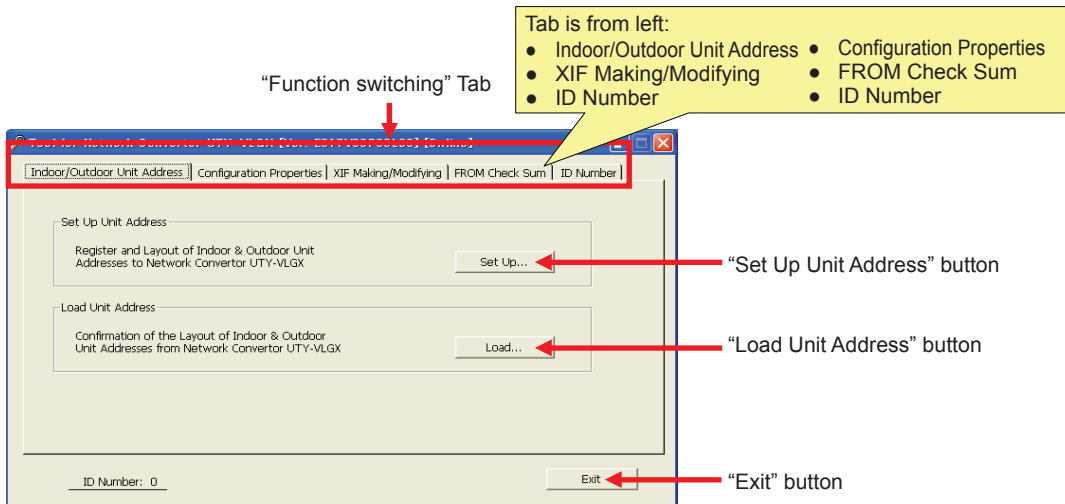 Tab is from left:
● Indoor/Outdoor Unit Address ● Configuration Properties
● XIF Making/Modifying ● FROM Check Sum
● ID Number ● ID Number
“Function switching” Tab
Indoor/Outdoor Unit Address Configuration Properties XIF Making/Modifying FROM Check Sum ID Number
Set Up Unit Address
Register and Layout of Indoor & Outdoor Unit
Addresses to Network Convertor UTY-VLGX
Set Up...
“Set Up Unit Address” button
Load Unit Address
Confirmation of the Layout of Indoor & Outdoor
Unit Addresses from Network Convertor UTY-VLGX
Load...
“Load Unit Address” button
ID Number: 0
Exit
“Exit” button